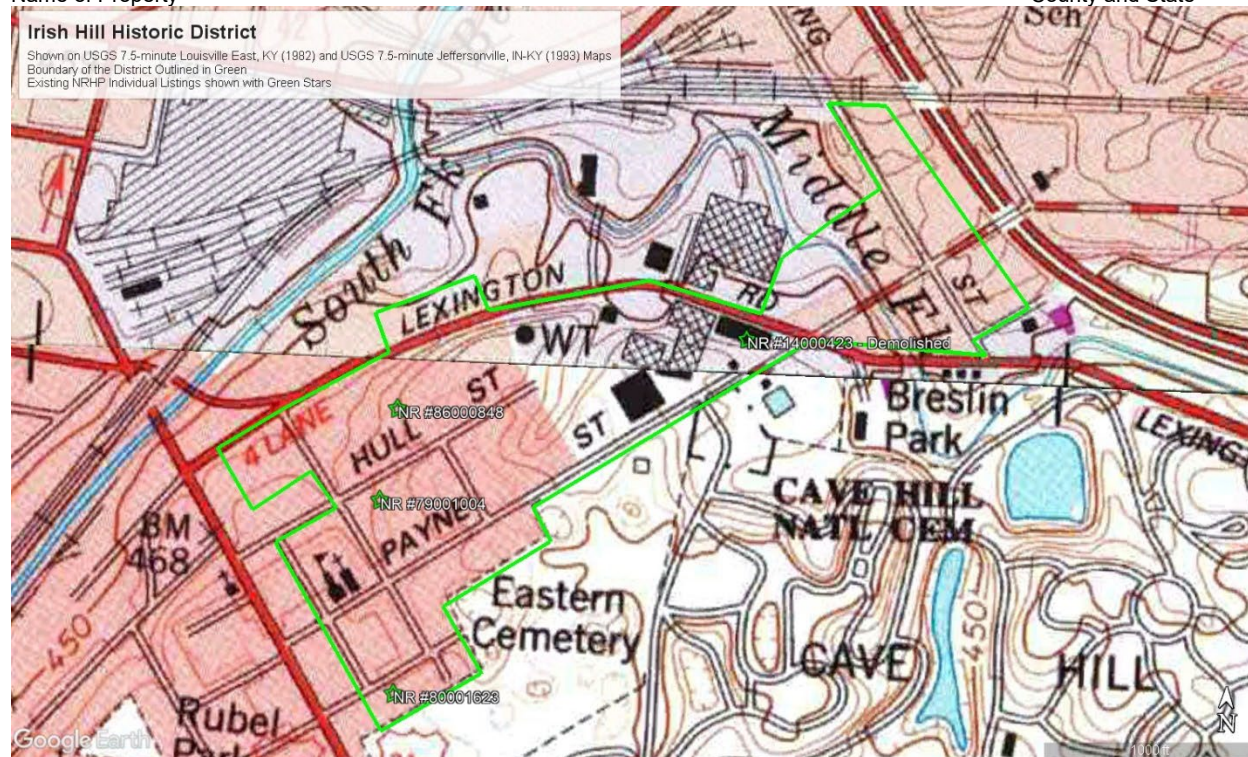 Name of Property
County and State
Irish Hill Historic District
Shown on USGS 7.5-minute Louisville East, KY (1982) and USGS 7.5-minute Jeffersonville, IN-KY (1993) Maps
Boundary of the District Outlined in Green
Existing NRHP Individual Listings shown with Green Stars
Sch
South Fk
Middle Fk
ST
LEXINGTON RD
WT
NR #14000423 - Demolished
Breslin
Park
LEXING
NR #86000848
4 LANE
HULL ST
NR #79001004
PAYNE ST
BM
468
CAVE HILL
NATL CEM
Eastern
Cemetery
450
450
CAVE HILL
NR #80001623
Rubel
Park
Google Earth
N
1000 ft